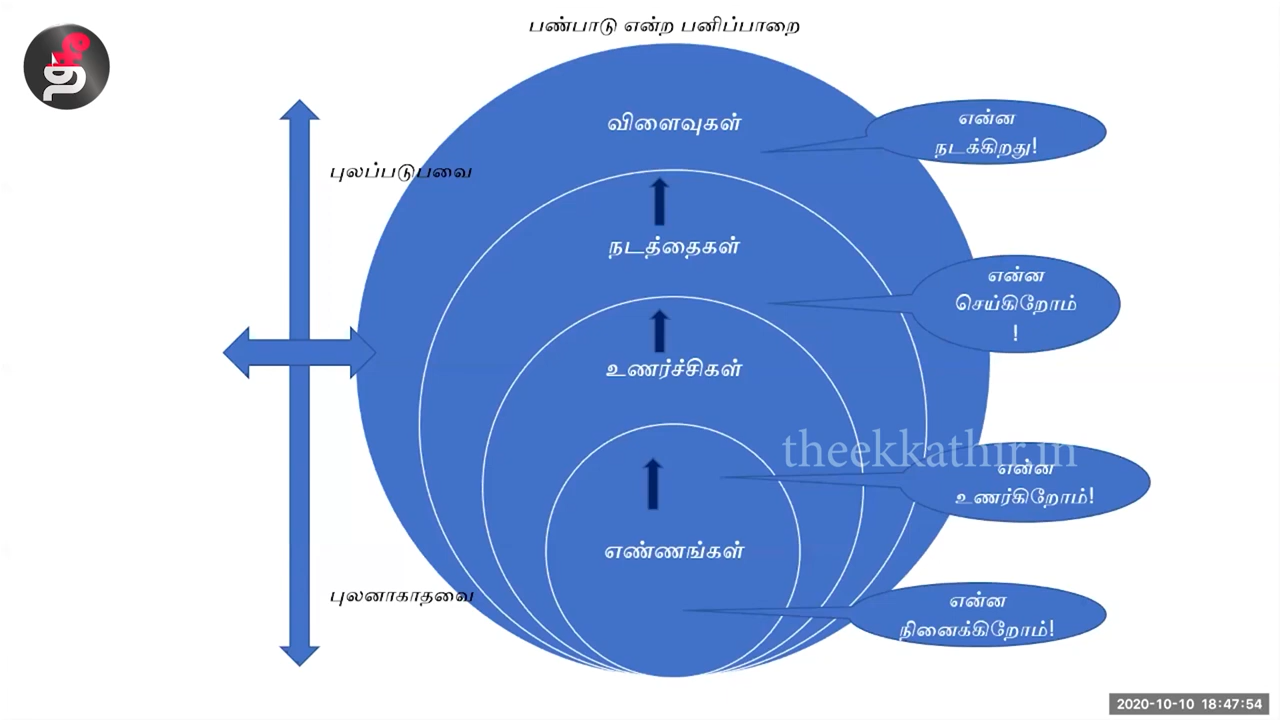 பண்பாடு என்ற பனிப்பாறை
தீ
விளைவுகள்
என்ன
நடக்கிறது!
புலப்படுபவை
நடத்தைகள்
என்ன
செய்கிறோம்
!
உணர்ச்சிகள்
theekkathir.in
என்ன
உணர்கிறோம்!
எண்ணங்கள்
புலனாகாதவை
என்ன
நினைக்கிறோம்!
2020-10-10 18:47:54